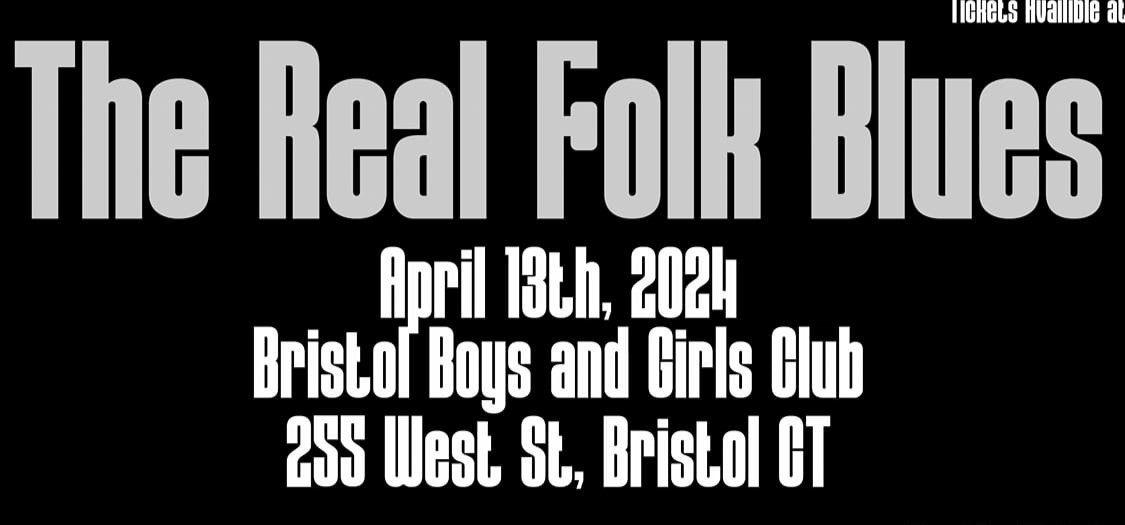 Tickets Availible at
The Real Folk Blues
April 13th, 2024
Bristol Boys and Girls Club
255 West St, Bristol CT